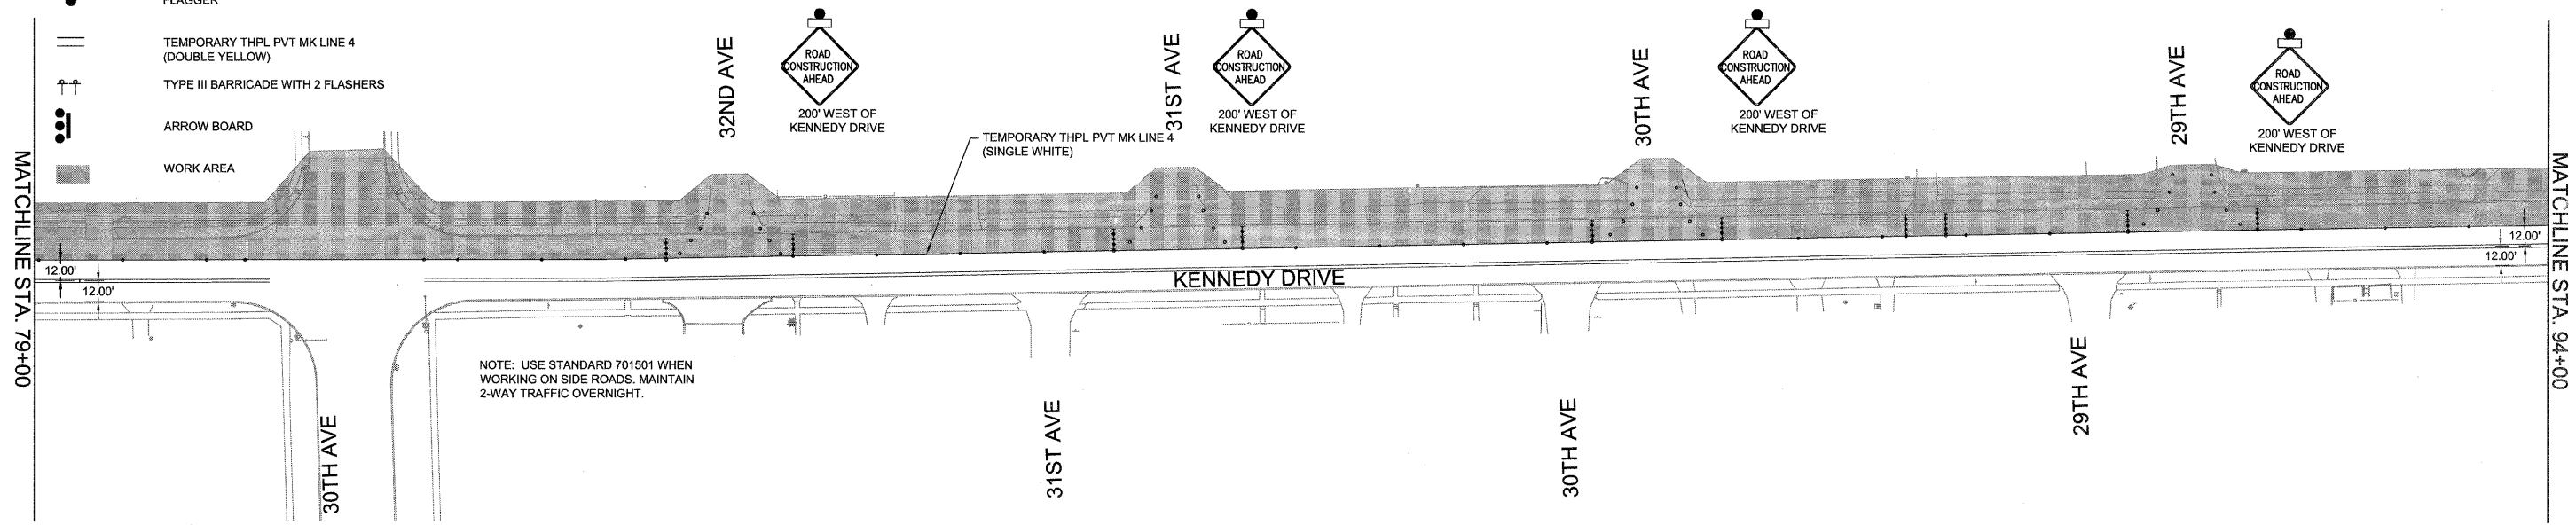 FLAGGER
TEMPORARY THPL PVT MK LINE 4
(DOUBLE YELLOW)
TYPE III BARRICADE WITH 2 FLASHERS
ARROW BOARD
WORK AREA
MATCHLINE STA. 79+00
32ND AVE
ROAD
CONSTRUCTION
AHEAD
200' WEST OF
KENNEDY DRIVE
TEMPORARY THPL PVT MK LINE 4
(SINGLE WHITE)
31ST AVE
ROAD
CONSTRUCTION
AHEAD
200' WEST OF
KENNEDY DRIVE
30TH AVE
ROAD
CONSTRUCTION
AHEAD
200' WEST OF
KENNEDY DRIVE
29TH AVE
ROAD
CONSTRUCTION
AHEAD
200' WEST OF
KENNEDY DRIVE
MATCHLINE STA. 94+00
12.00'
12.00'
KENNEDY DRIVE
12.00'
12.00'
NOTE: USE STANDARD 701501 WHEN
WORKING ON SIDE ROADS. MAINTAIN
2-WAY TRAFFIC OVERNIGHT.
30TH AVE
31ST AVE
30TH AVE
29TH AVE